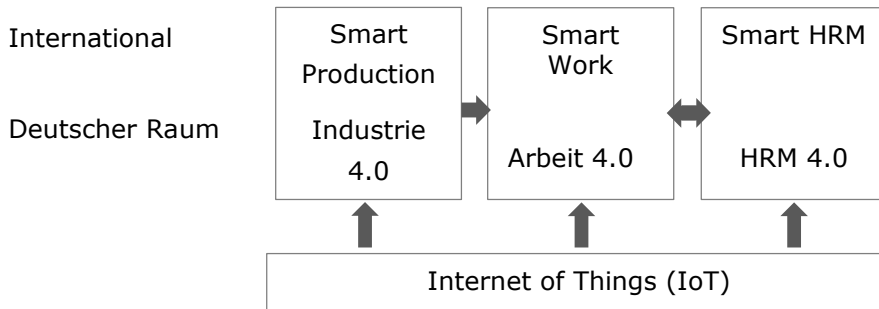 International
Smart
Production
Smart
Work
Smart HRM
Deutscher Raum
Industrie
4.0
Arbeit 4.0
HRM 4.0
Internet of Things (IoT)